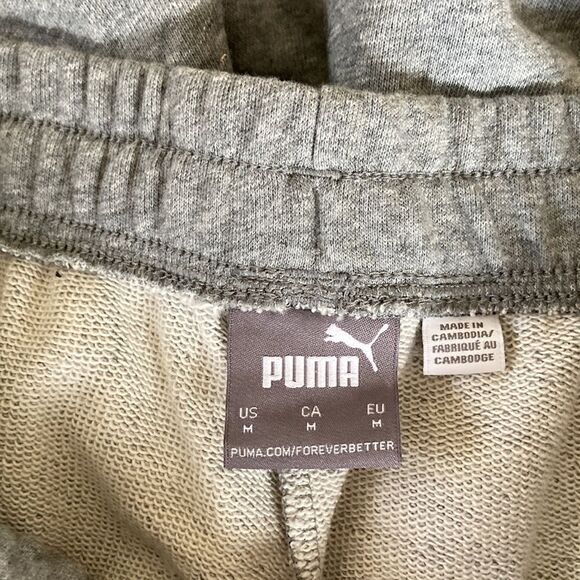 PUMA
US CA EU
M M M
PUMA.COM/FOREVERBETTER
MADE IN
CAMBODIA/
FABRIQUÉ AU
CAMBODGE